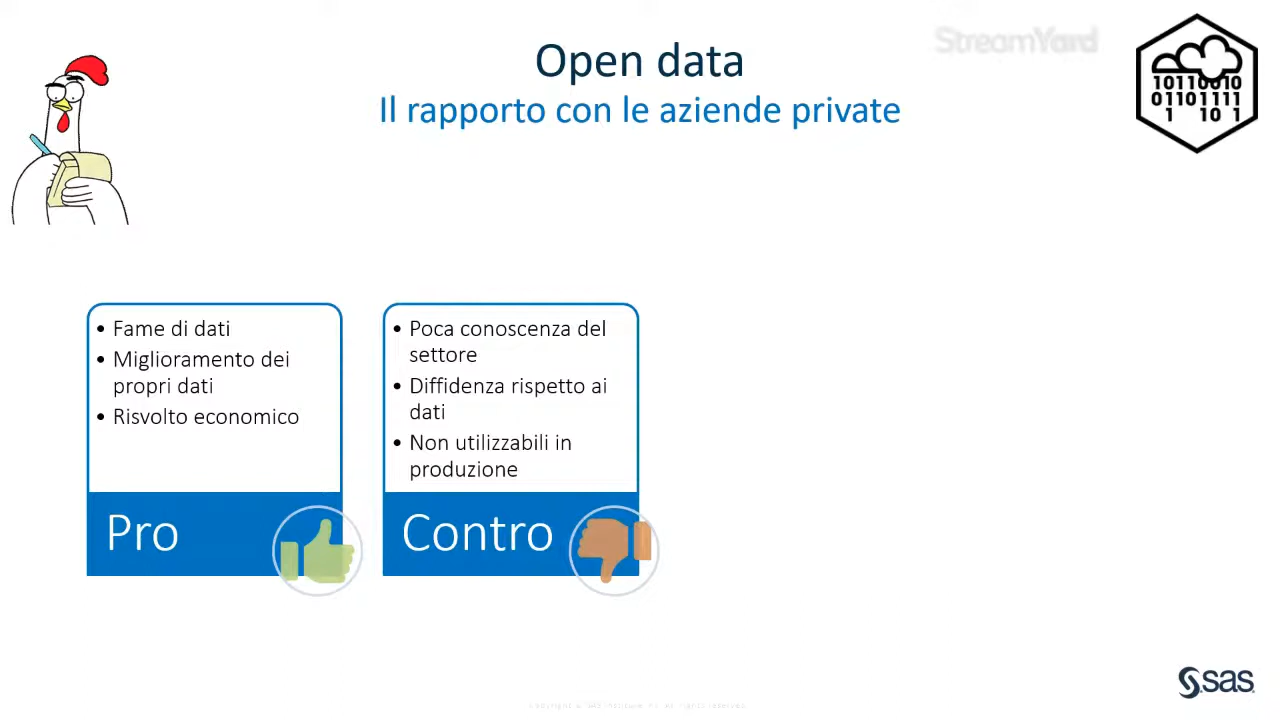 StreamYard
Open data
Il rapporto con le aziende private
10110010
01101111
1 10 1
• Fame di dati
• Miglioramento dei
propri dati
• Risvolto economico
• Poca conoscenza del
settore
• Diffidenza rispetto ai
dati
• Non utilizzabili in
produzione
Pro
Contro
sas